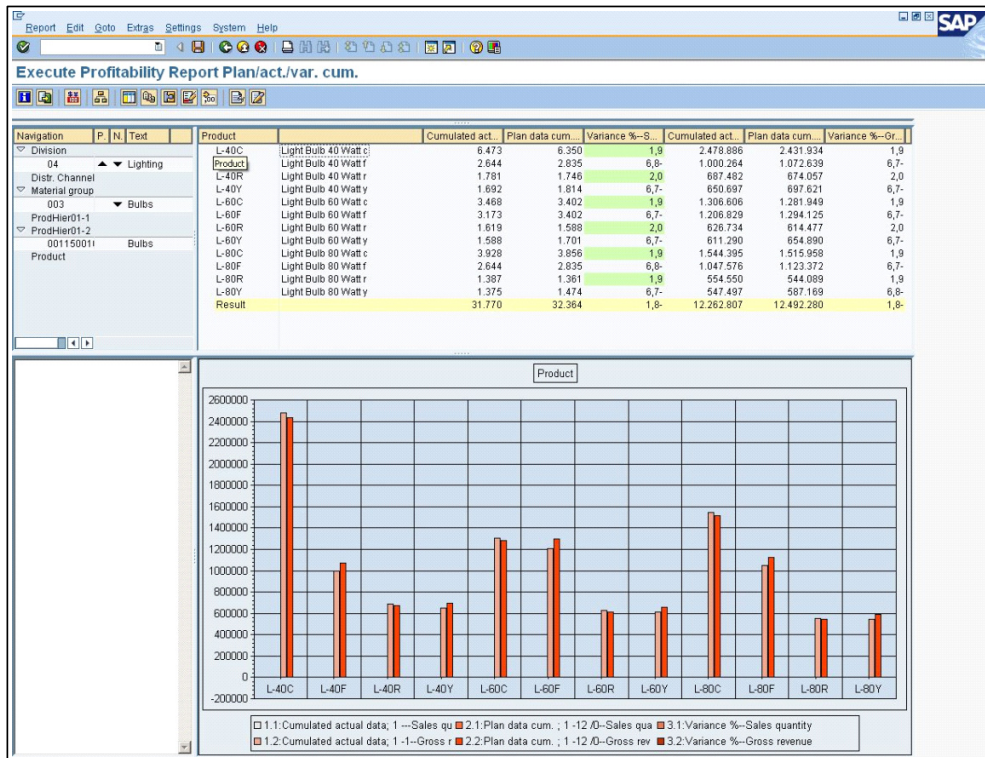 Report Edit Goto Extras Settings System Help
SAP
Execute Profitability Report Plan/act./var. cum.
Navigation P. N. Text
Division
04 Lighting
Distr. Channel
Material group
003 Bulbs
ProdHier01-1
ProdHier01-2
00115001( Bulbs
Product
Product Cumulated act... Plan data cum.... Variance %--S... Cumulated act... Plan data cum.... Variance %--Gr...
L-40C Light Bulb 40 Watt c 6.473 6.350 1,9 2.478.886 2.431.934 1,9
Product Light Bulb 40 Watt f 2.644 2.835 6,8- 1.000.264 1.072.639 6,7-
L-40R Light Bulb 40 Watt r 1.781 1.746 2,0 687.482 674.057 2,0
L-40Y Light Bulb 40 Watt y 1.692 1.814 6,7- 650.697 697.621 6,7-
L-60C Light Bulb 60 Watt c 3.468 3.402 1,9 1.306.606 1.281.949 1,9
L-60F Light Bulb 60 Watt f 3.173 3.402 6,7- 1.206.829 1.294.125 6,7-
L-60R Light Bulb 60 Watt r 1.619 1.588 2,0 626.734 614.477 2,0
L-60Y Light Bulb 60 Watt y 1.588 1.701 6,7- 611.290 654.890 6,7-
L-80C Light Bulb 80 Watt c 3.928 3.856 1,9 1.544.395 1.515.958 1,9
L-80F Light Bulb 80 Watt f 2.644 2.835 6,8- 1.047.576 1.123.372 6,7-
L-80R Light Bulb 80 Watt r 1.387 1.361 1,9 554.550 544.089 1,9
L-80Y Light Bulb 80 Watt y 1.375 1.474 6,7- 547.497 587.169 6,8-
Result 31.770 32.364 1,8- 12.262.807 12.492.280 1,8-
Product
2600000
2400000
2200000
2000000
1800000
1600000
1400000
1200000
1000000
800000
600000
400000
200000
0
-200000
L-40C L-40F L-40R L-40Y L-60C L-60F L-60R L-60Y L-80C L-80F L-80R L-80Y
1.1:Cumulated actual data; 1 ---Sales qu 2.1:Plan data cum. ; 1 -12 /0--Sales qua 3.1:Variance %--Sales quantity
1.2:Cumulated actual data; 1 -1--Gross r 2.2:Plan data cum. ; 1 -12 /0--Gross rev 3.2:Variance %--Gross revenue